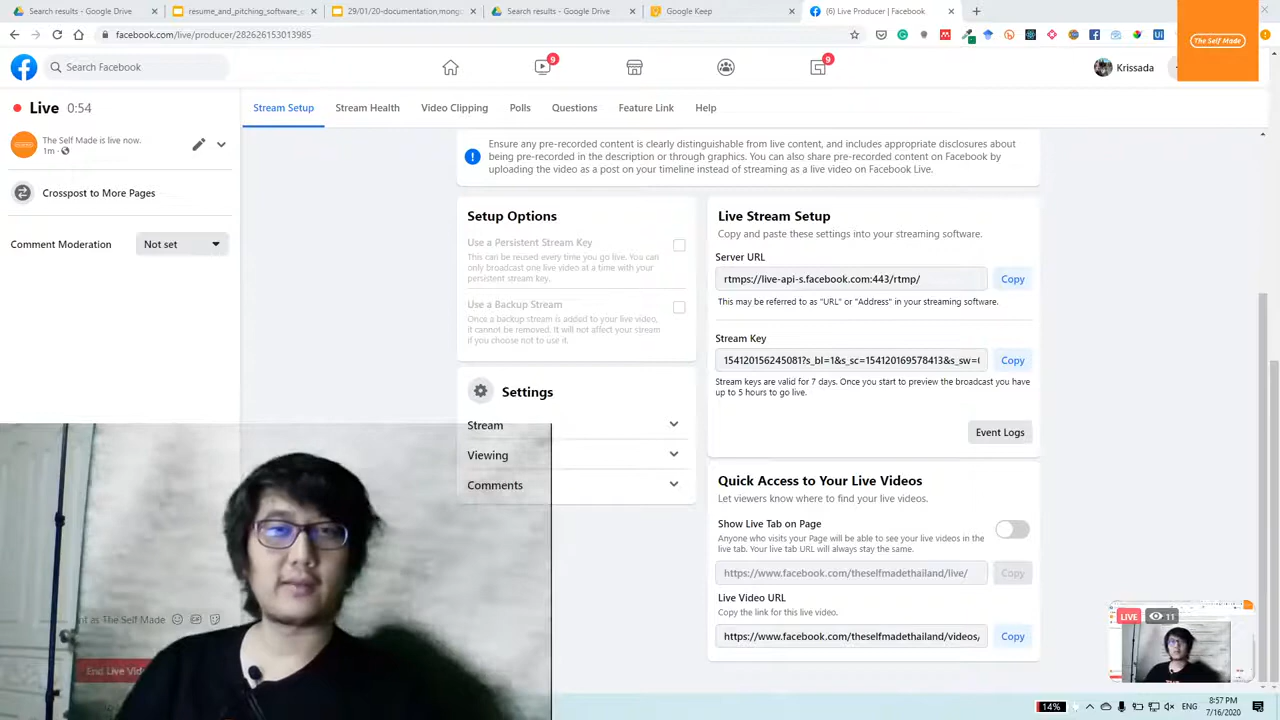 Search results - Google Drive
resume_and_pitching_software_
29/01/20-documentation,mong
Search results - Google Drive
Google Keep
(6) Live Producer | Facebook
facebook.com/live/producer/282626153013985
The Self Made
Search Facebook
9
9
Krissada
Live 0:54
Stream Setup
Stream Health
Video Clipping
Polls
Questions
Feature Link
Help
The Self Made is live now.
1m
Crosspost to More Pages
Comment Moderation
Not set
Ensure any pre-recorded content is clearly distinguishable from live content, and includes appropriate disclosures about
being pre-recorded in the description or through graphics. You can also share pre-recorded content on Facebook by
uploading the video as a post on your timeline instead of streaming as a live video on Facebook Live.
Setup Options
Use a Persistent Stream Key
This can be reused every time you go live. You can
only broadcast one live video at a time with your
persistent stream key.
Use a Backup Stream
Once a backup stream is added to your live video,
it cannot be removed. It will not affect your stream
if you choose not to use it.
Settings
Stream
Viewing
Comments
Live Stream Setup
Copy and paste these settings into your streaming software.
Server URL
rtmps://live-api-s.facebook.com:443/rtmp/
Copy
This may be referred to as "URL" or "Address" in your streaming software.
Stream Key
154120156245081?s_bl=1&s_sc=154120169578413&s_sw=
Copy
Stream keys are valid for 7 days. Once you start to preview the broadcast you have
up to 5 hours to go live.
Event Logs
Quick Access to Your Live Videos
Let viewers know where to find your live videos.
Show Live Tab on Page
Anyone who visits your Page will be able to see your live videos in the
live tab. Your live tab URL will always stay the same.
https://www.facebook.com/theselfmadethailand/live/
Copy
Live Video URL
Copy the link for this live video.
https://www.facebook.com/theselfmadethailand/videos/
Copy
as The Self Made
End Live Vid
LIVE
11
14%
ENG
8:57 PM
7/16/2020